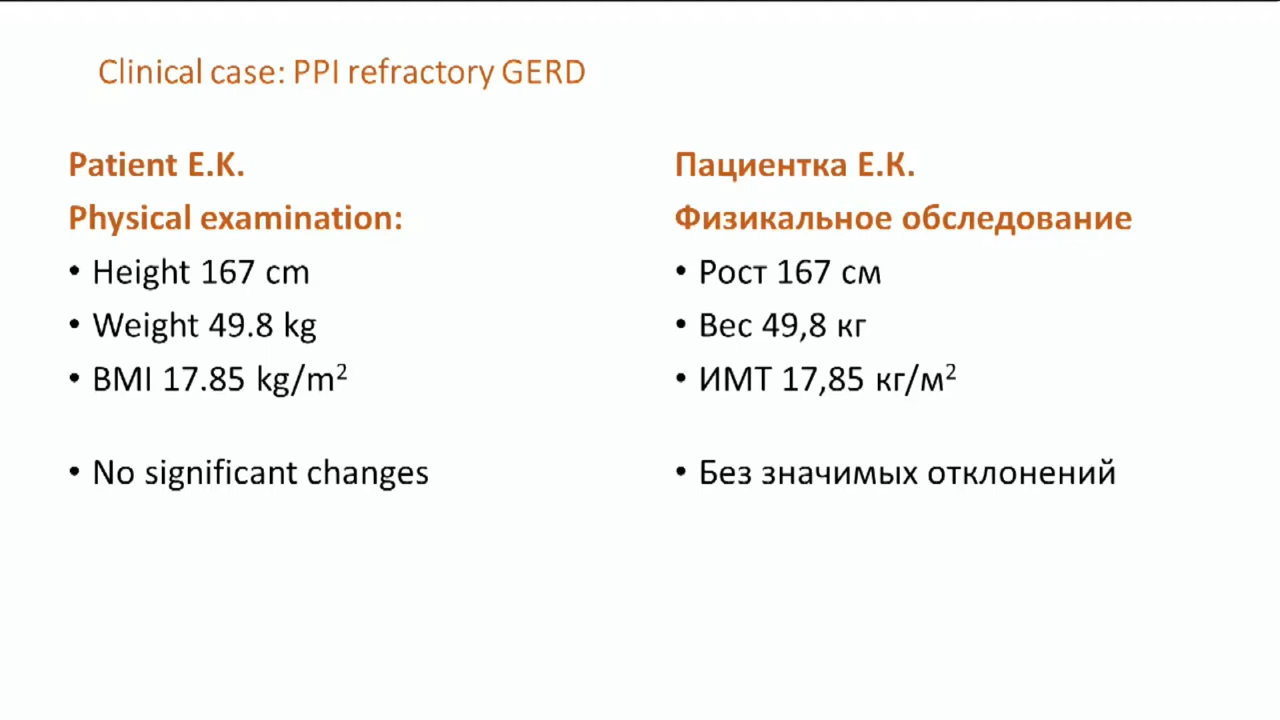 Clinical case: PPI refractory GERD
Patient E.K.
Physical examination:
• Height 167 cm
• Weight 49.8 kg
• BMI 17.85 kg/m²
• No significant changes
Пациентка Е.К.
Физикальное обследование
• Рост 167 см
• Вес 49,8 кг
• ИМТ 17,85 кг/м²
• Без значимых отклонений